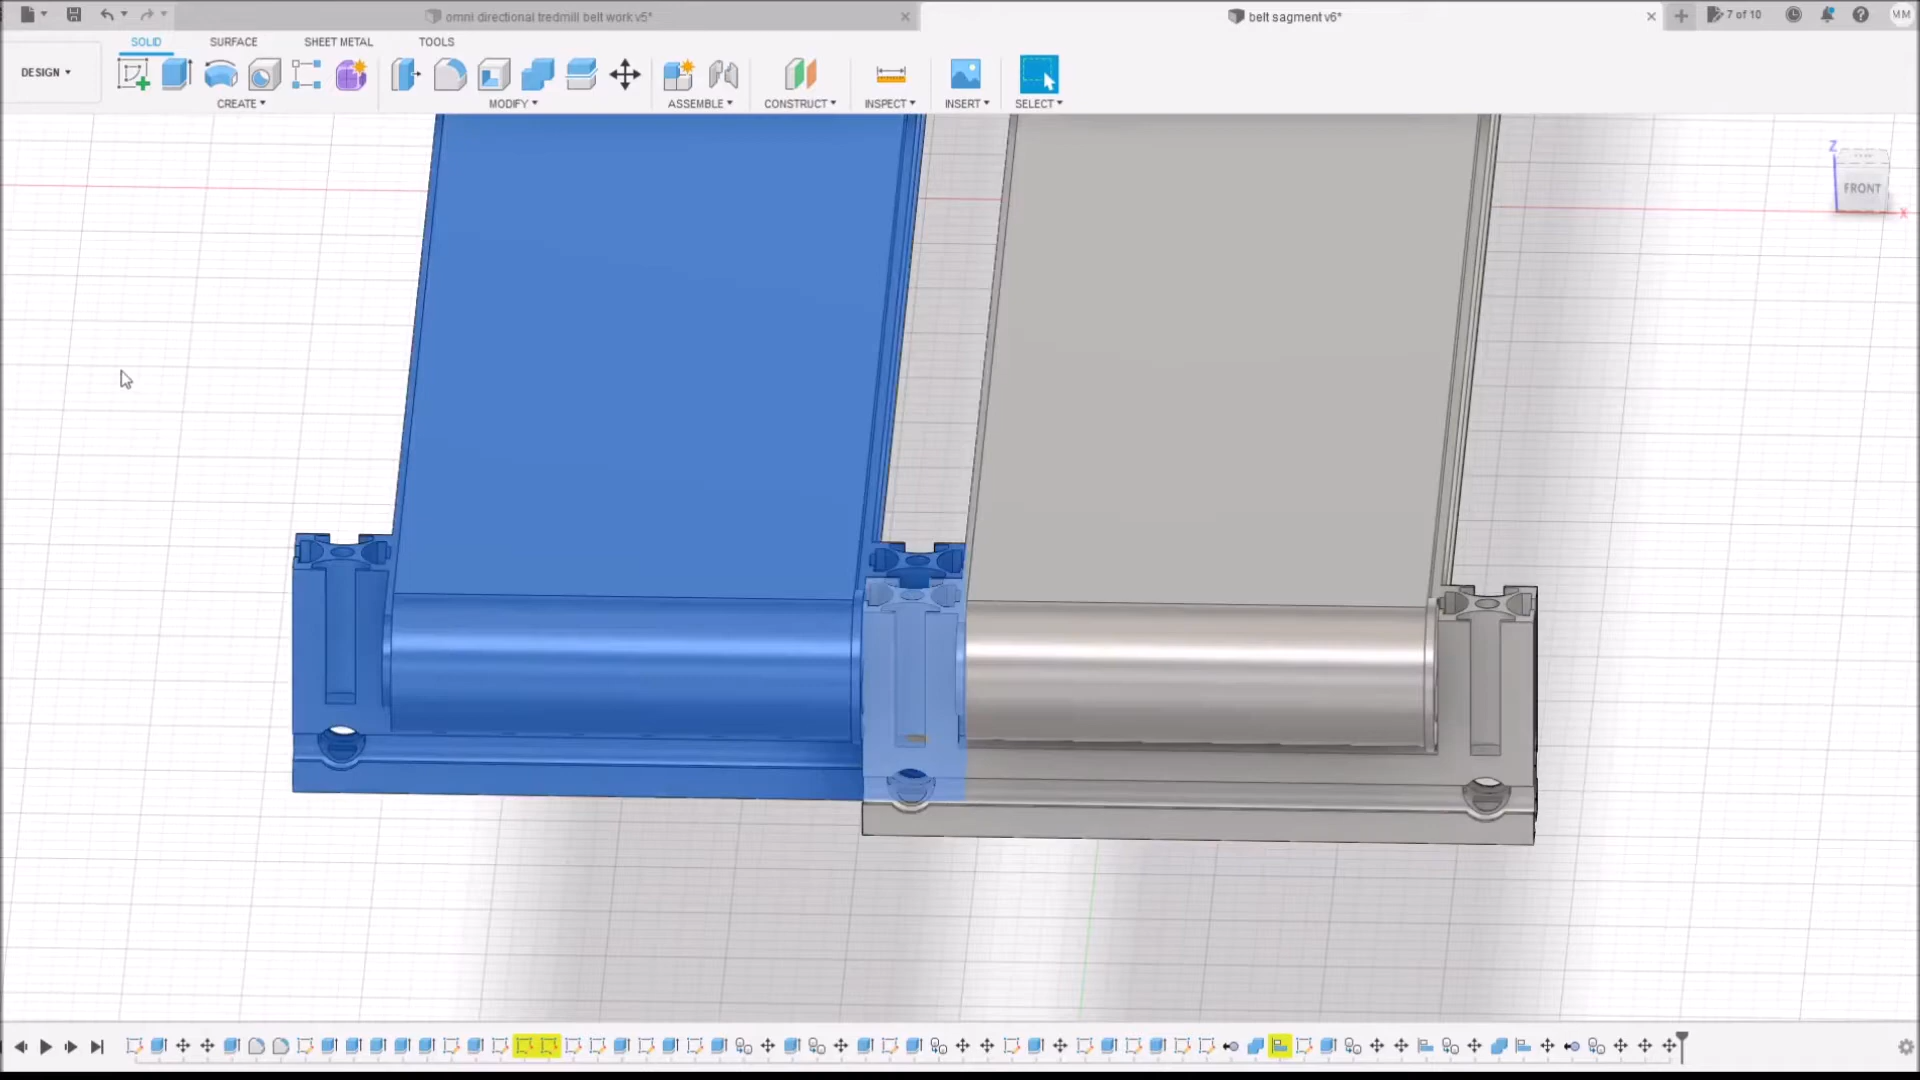 omni directional tredmill belt work v5*
belt sagment v6*
7 of 10
MM
SOLID
SURFACE
SHEET METAL
TOOLS
DESIGN
CREATE
MODIFY
ASSEMBLE
CONSTRUCT
INSPECT
INSERT
SELECT
Z
FRONT
X